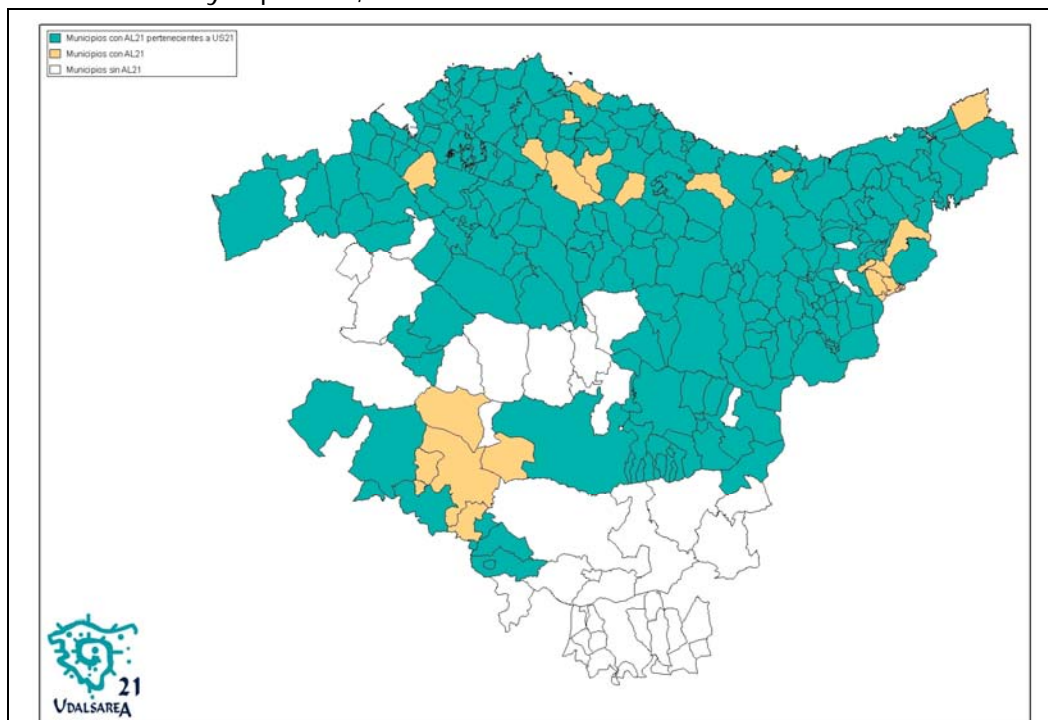 Municipios con AL21 pertenecientes a US21
Municipios con AL21
Municipios sin AL21
21
UDALSAREA